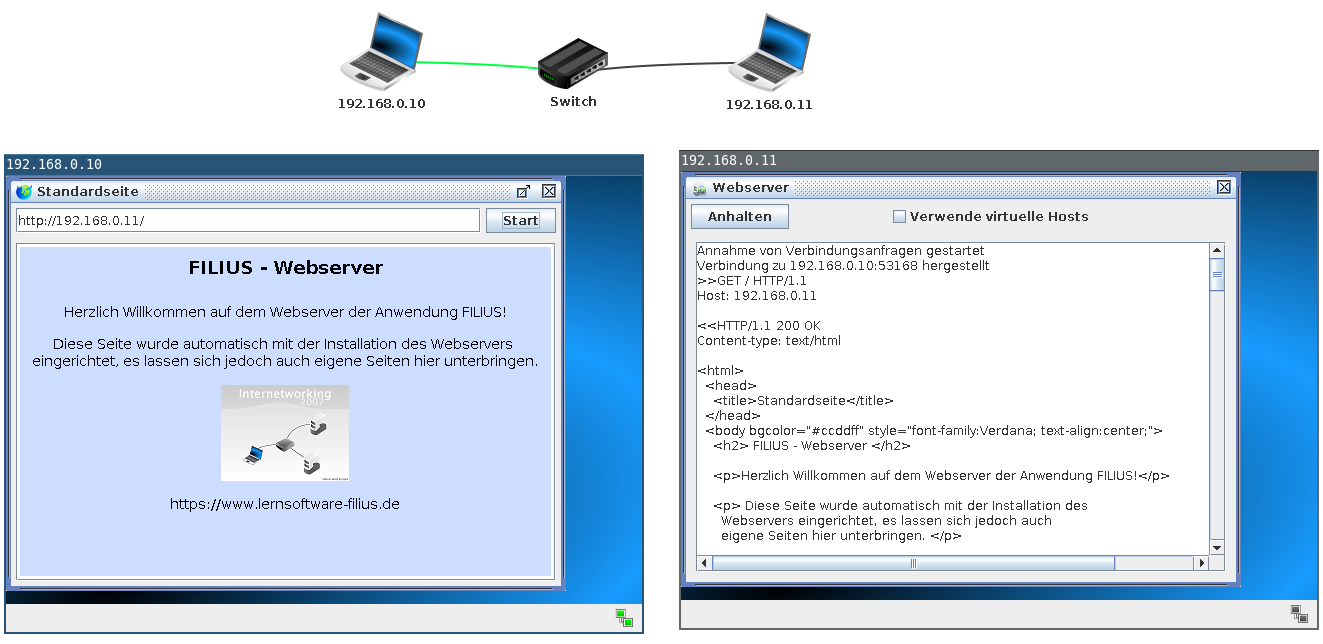 192.168.0.10
Switch
192.168.0.11
192.168.0.10
Standardseite
http://192.168.0.11/
Start
FILIUS - Webserver
Herzlich Willkommen auf dem Webserver der Anwendung FILIUS!
Diese Seite wurde automatisch mit der Installation des Webservers
eingerichtet, es lassen sich jedoch auch eigene Seiten hier unterbringen.
Internetworking
2007
https://www.lernsoftware-filius.de
192.168.0.11
Webserver
Anhalten
Verwende virtuelle Hosts
Annahme von Verbindungsanfragen gestartet
Verbindung zu 192.168.0.10:53168 hergestellt
>>GET / HTTP/1.1
Host: 192.168.0.11
<<HTTP/1.1 200 OK
Content-type: text/html
<html>
<head>
<title>Standardseite</title>
</head>
<body bgcolor="#ccddff" style="font-family:Verdana; text-align:center;">
<h2> FILIUS - Webserver </h2>
<p>Herzlich Willkommen auf dem Webserver der Anwendung FILIUS!</p>
<p> Diese Seite wurde automatisch mit der Installation des
Webservers eingerichtet, es lassen sich jedoch auch
eigene Seiten hier unterbringen. </p>